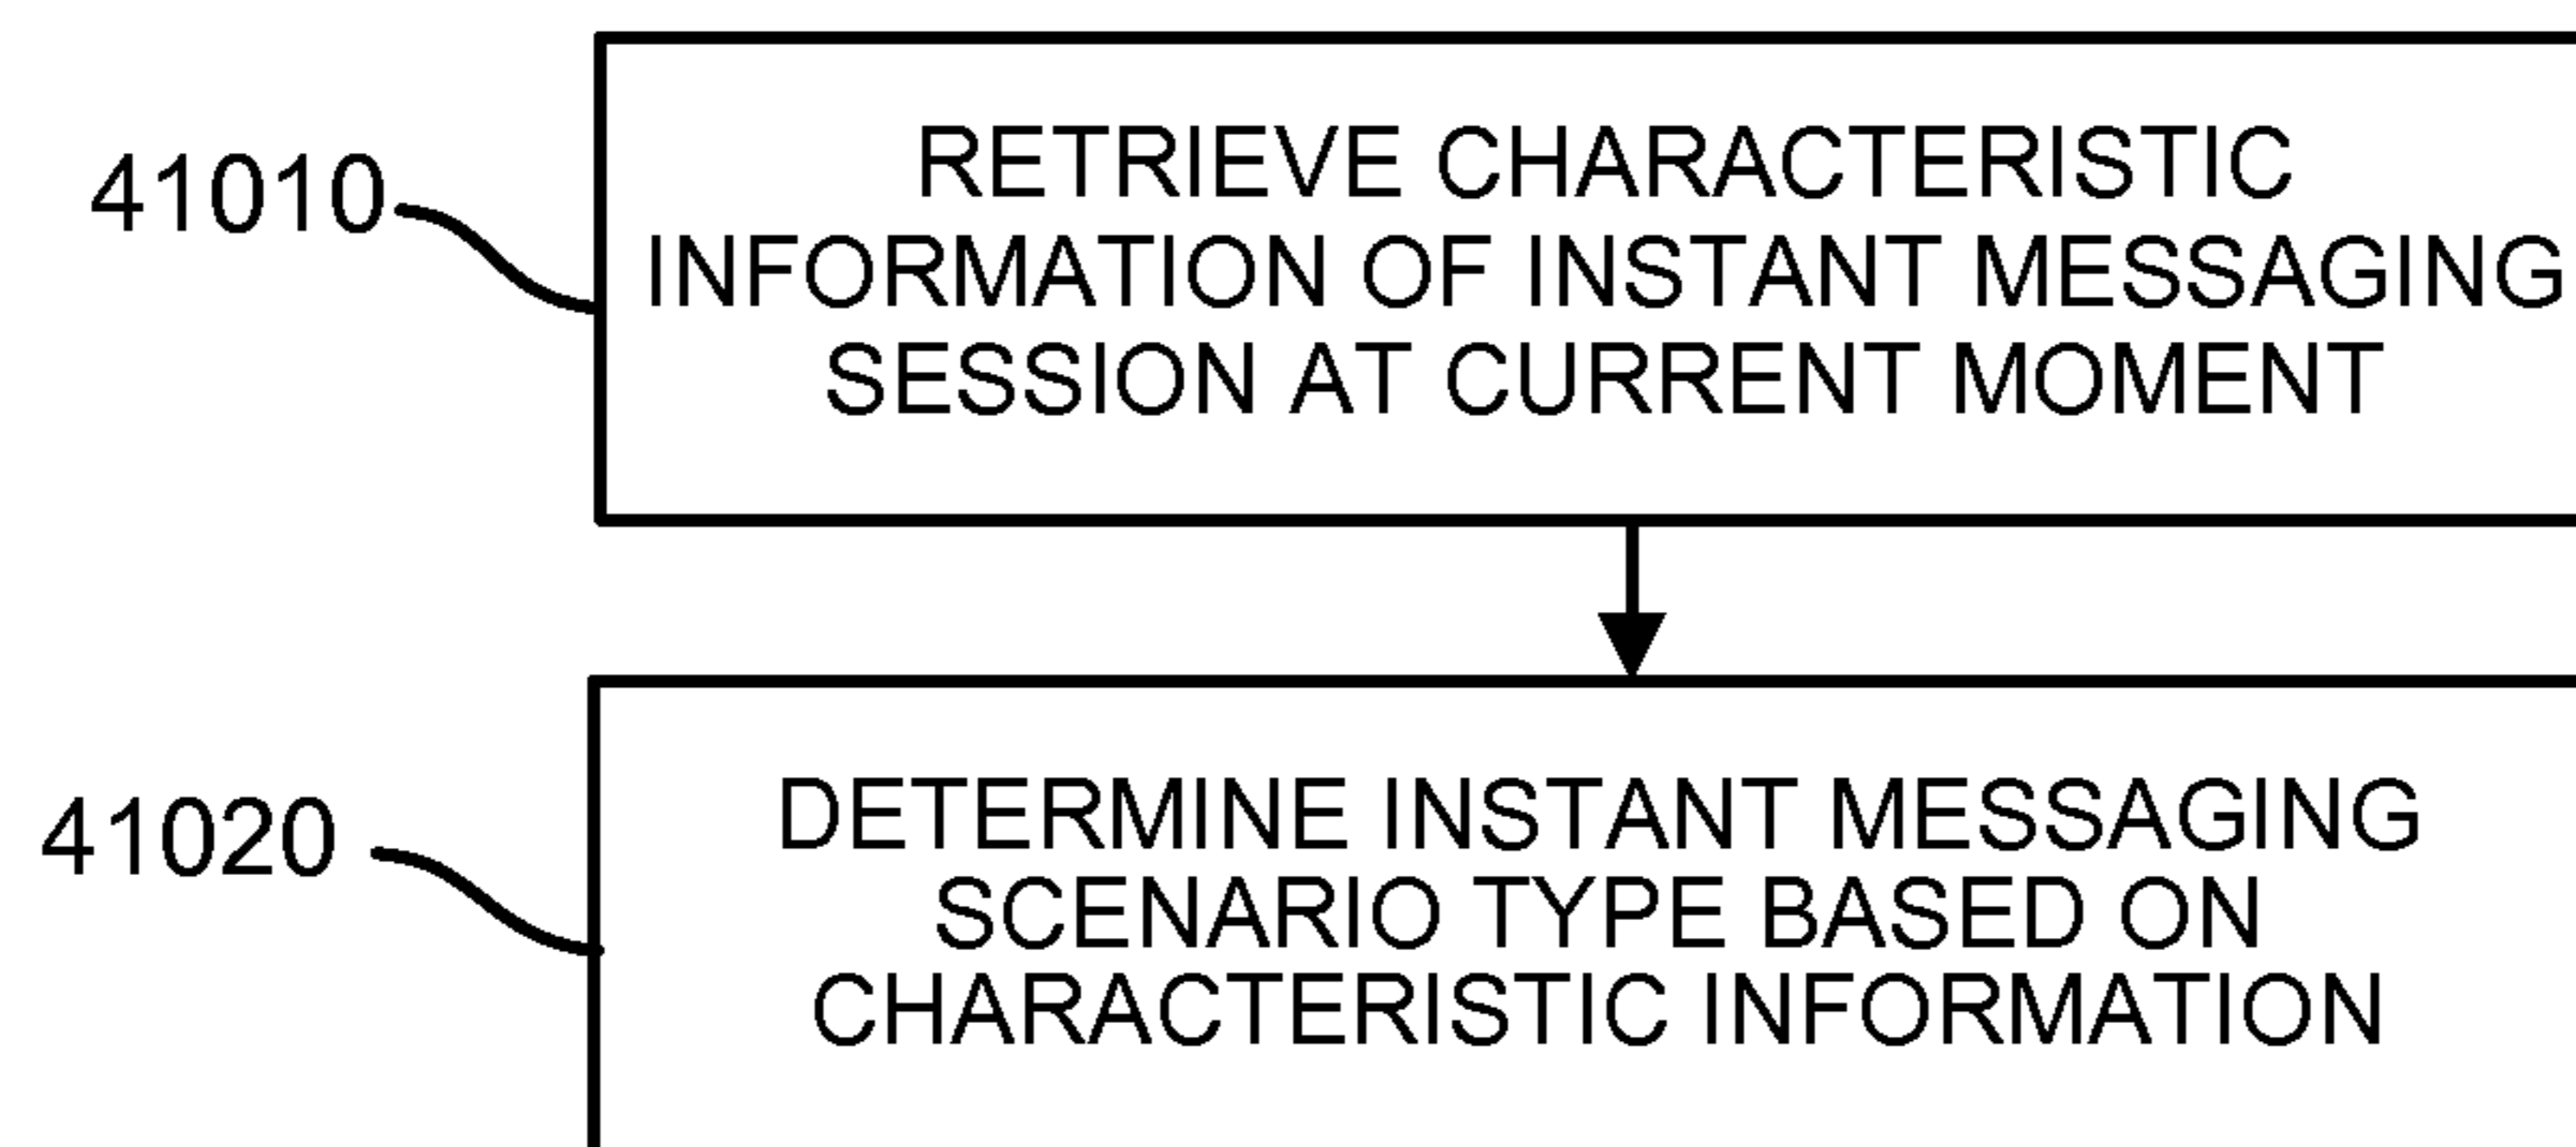 41010
RETRIEVE CHARACTERISTIC
INFORMATION OF INSTANT MESSAGING
SESSION AT CURRENT MOMENT
41020
DETERMINE INSTANT MESSAGING
SCENARIO TYPE BASED ON
CHARACTERISTIC INFORMATION